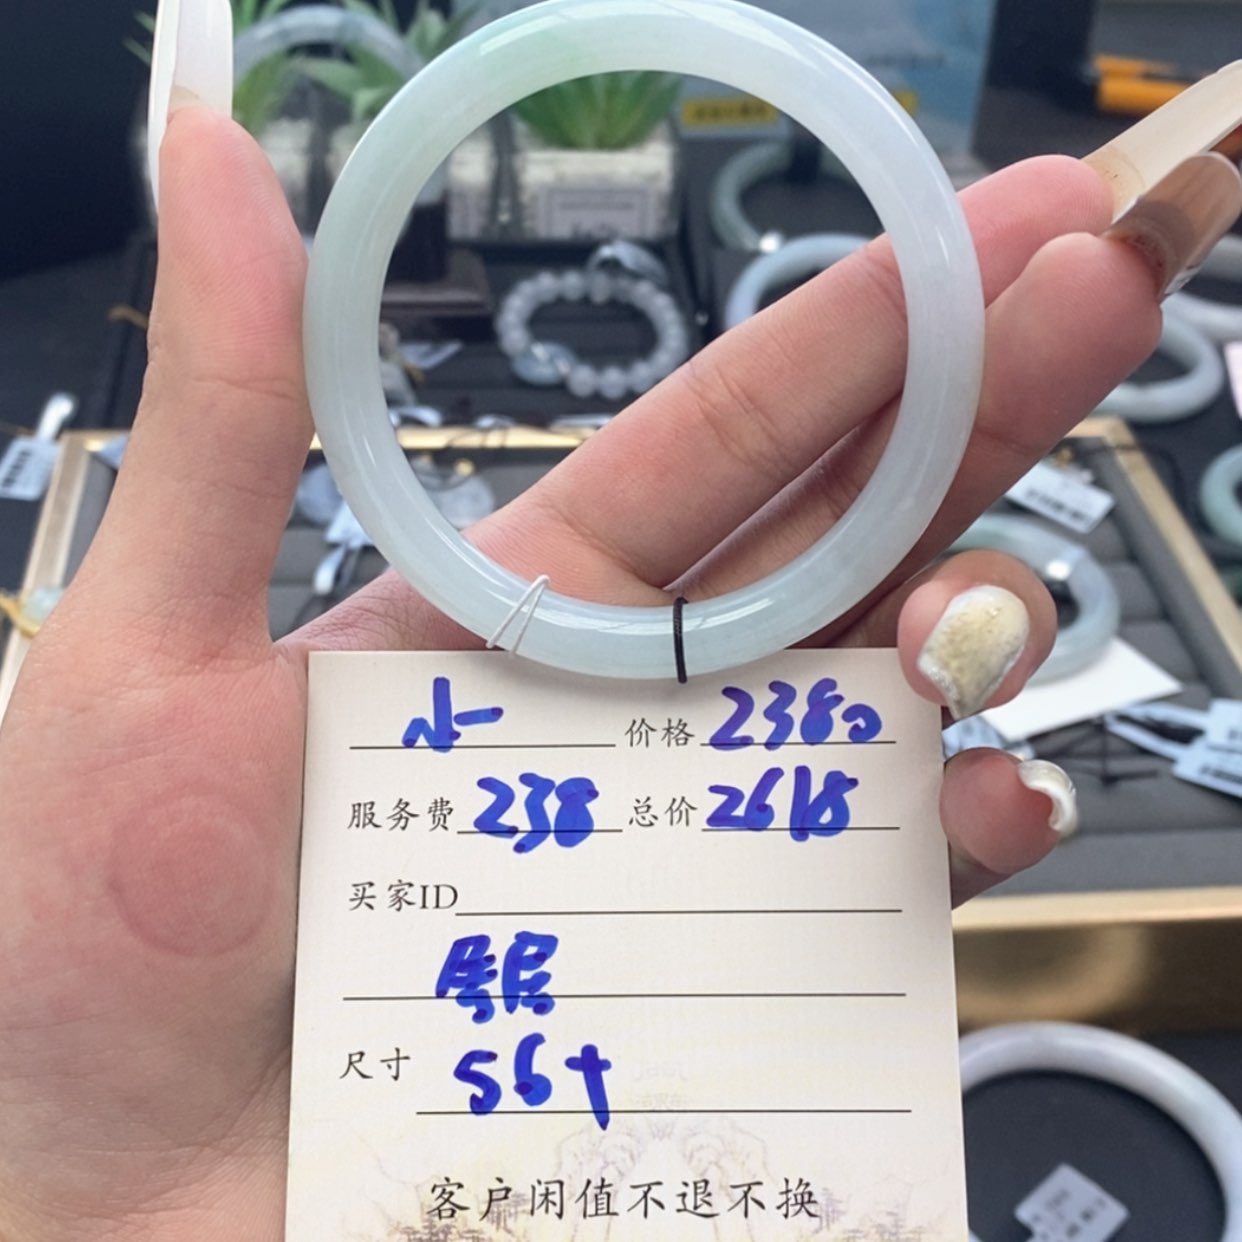 小一 价格 2380
服务费 238 总价 2618
买家ID
尺寸 56+
客户闲值不退不换